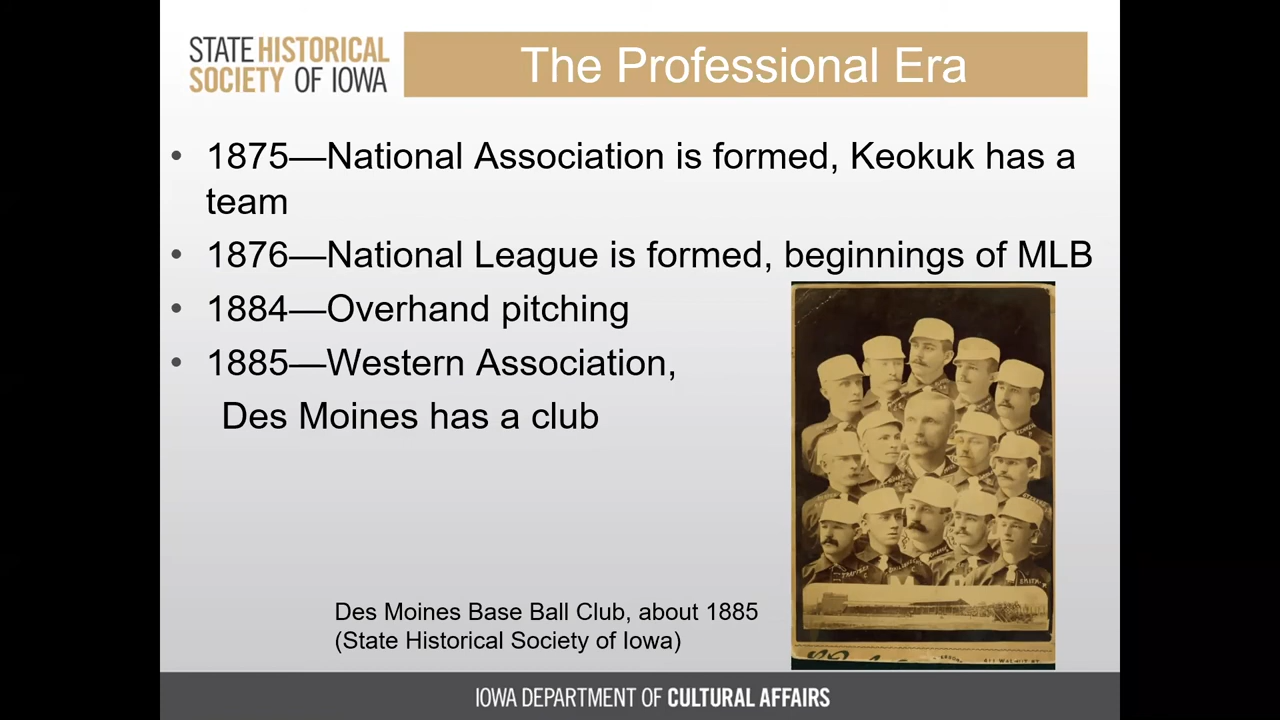 STATE HISTORICAL
SOCIETY OF IOWA
The Professional Era
• 1875—National Association is formed, Keokuk has a
team
• 1876—National League is formed, beginnings of MLB
• 1884—Overhand pitching
• 1885—Western Association,
Des Moines has a club
Des Moines Base Ball Club, about 1885
(State Historical Society of Iowa)
IOWA DEPARTMENT OF CULTURAL AFFAIRS